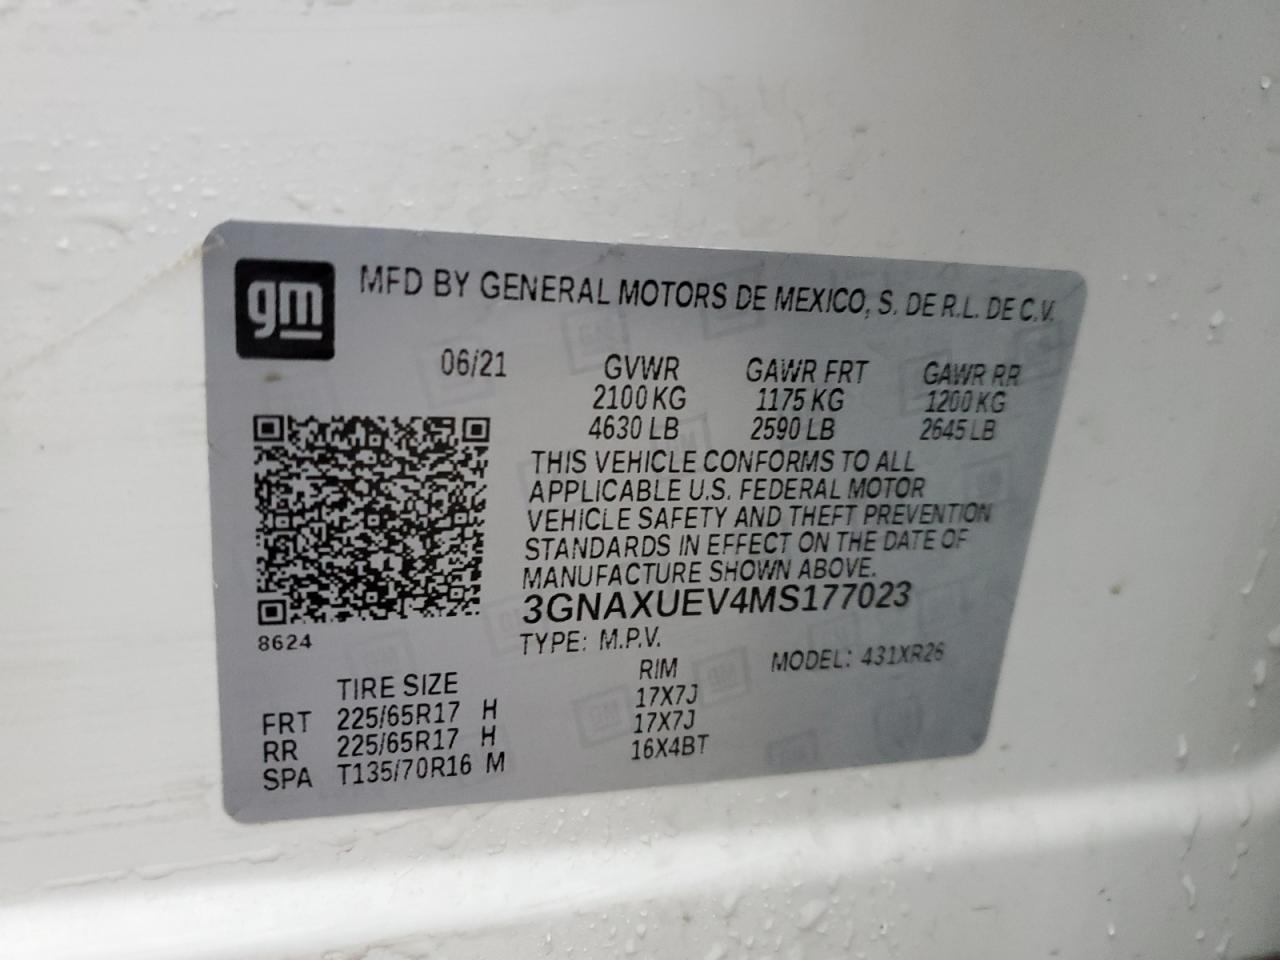 gm
MFD BY GENERAL MOTORS DE MEXICO, S. DE R.L. DE C.V.
06/21 GVWR GAWR FRT GAWR RR
2100 KG 1175 KG 1200 KG
4630 LB 2590 LB 2645 LB
THIS VEHICLE CONFORMS TO ALL
APPLICABLE U.S. FEDERAL MOTOR
VEHICLE SAFETY AND THEFT PREVENTION
STANDARDS IN EFFECT ON THE DATE OF
MANUFACTURE SHOWN ABOVE.
3GNAXUEV4MS177023
8624
TYPE: M.P.V. MODEL: 431XR26
TIRE SIZE RIM
FRT 225/65R17 H 17X7J
RR 225/65R17 H 17X7J
SPA T135/70R16 M 16X4BT